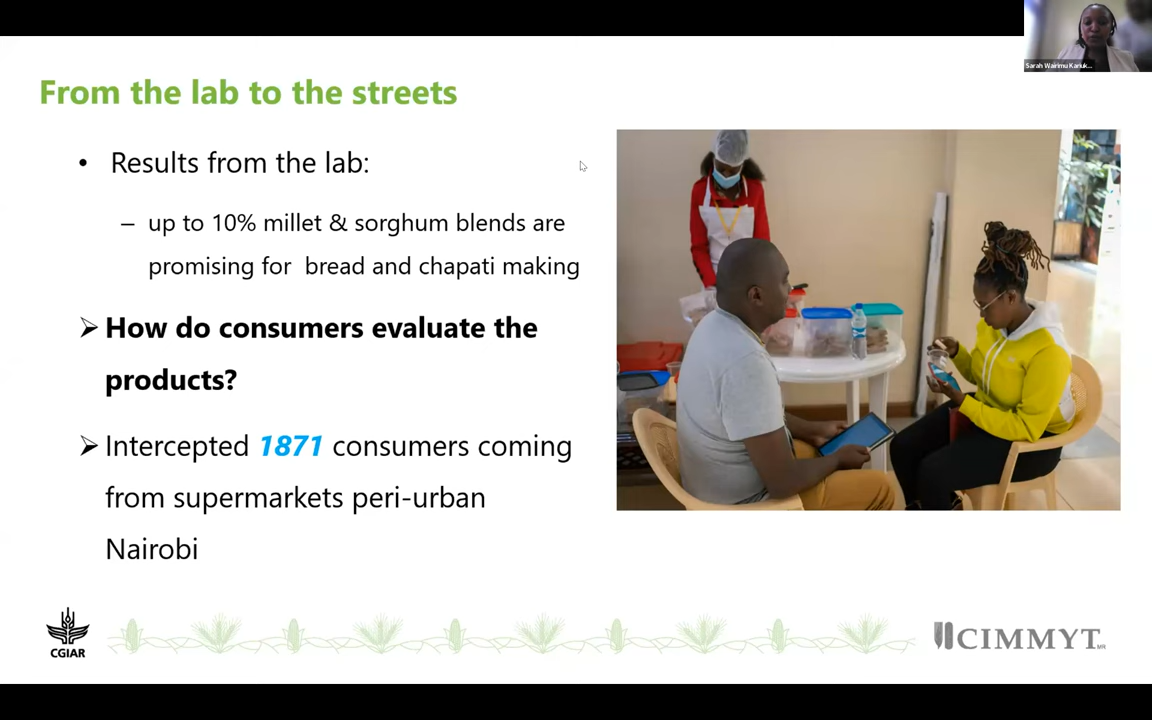 Sarah Wairimu Kariuk...
From the lab to the streets
• Results from the lab:
– up to 10% millet & sorghum blends are
promising for bread and chapati making
➢ How do consumers evaluate the
products?
➢ Intercepted 1871 consumers coming
from supermarkets peri-urban
Nairobi
CGIAR
CIMMYT MR